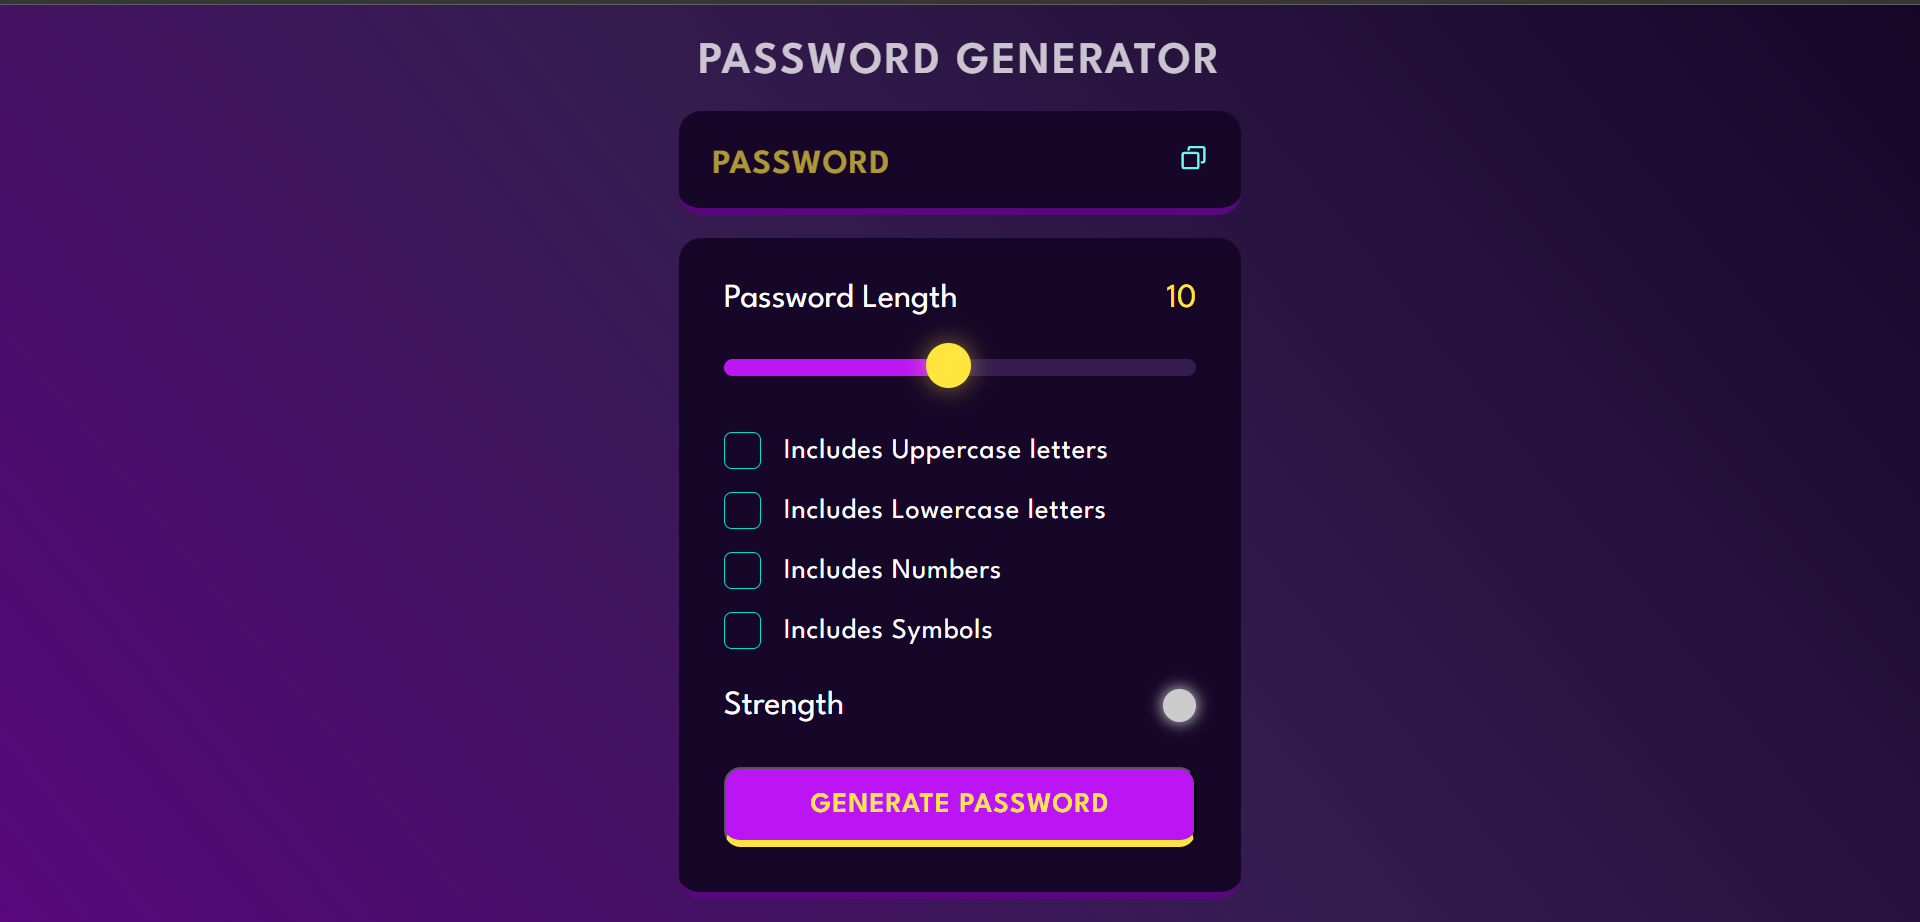 PASSWORD GENERATOR
PASSWORD
Password Length 10
Includes Uppercase letters
Includes Lowercase letters
Includes Numbers
Includes Symbols
Strength
GENERATE PASSWORD